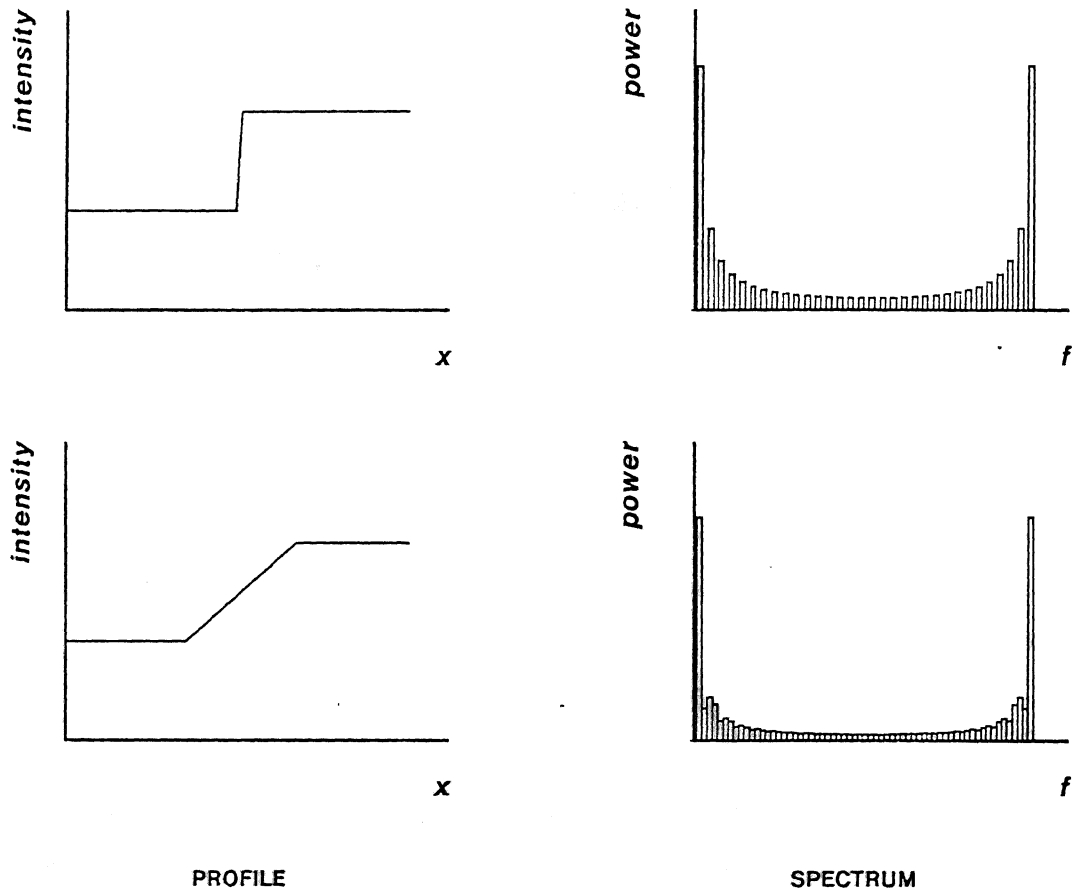 intensity
power
x
f
intensity
power
x
f
PROFILE
SPECTRUM